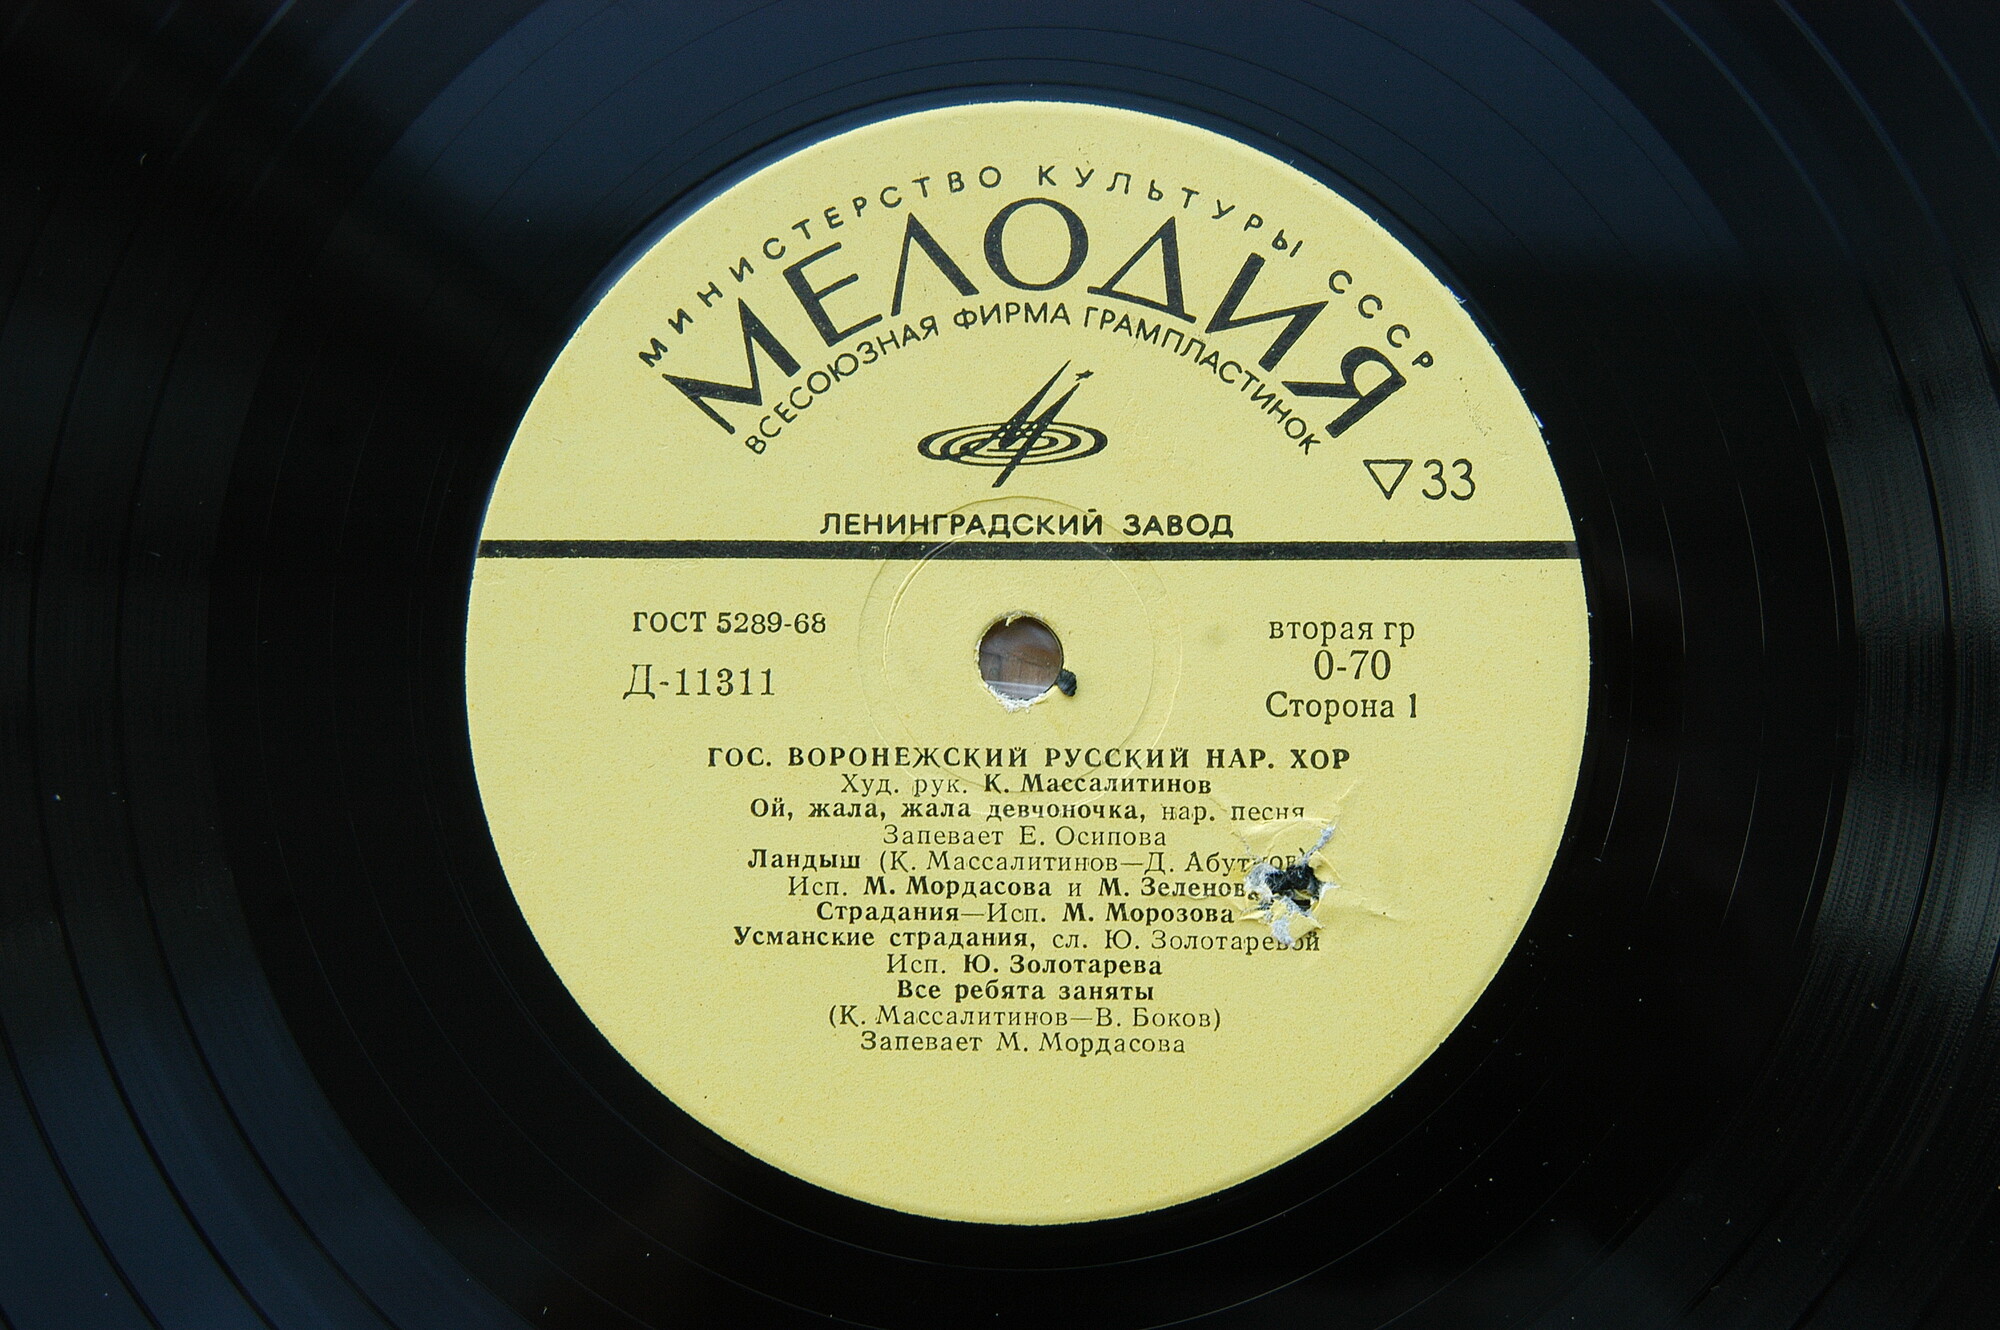 МИНИСТЕРСТВО КУЛЬТУРЫ СССР
МЕЛОДИЯ
ВСЕСОЮЗНАЯ ФИРМА ГРАМПЛАСТИНОК
33
ЛЕНИНГРАДСКИЙ ЗАВОД
ГОСТ 5289-68
Д-11311
вторая гр
0-70
Сторона 1
ГОС. ВОРОНЕЖСКИЙ РУССКИЙ НАР. ХОР
Худ. рук. К. Массалитинов
Ой, жала, жала девчоночка, нар. песня
Запевает Е. Осипова
Ландыш (К. Массалитинов—Д.
Исп. М. Мордасова и М.
Страдания—Исп. М. Морозова
Усманские страдания, сл. Ю. Золотаревой
Исп. Ю. Золотарева
Все ребята заняты
(К. Массалитинов—В. Боков)
Запевает М. Мордасова